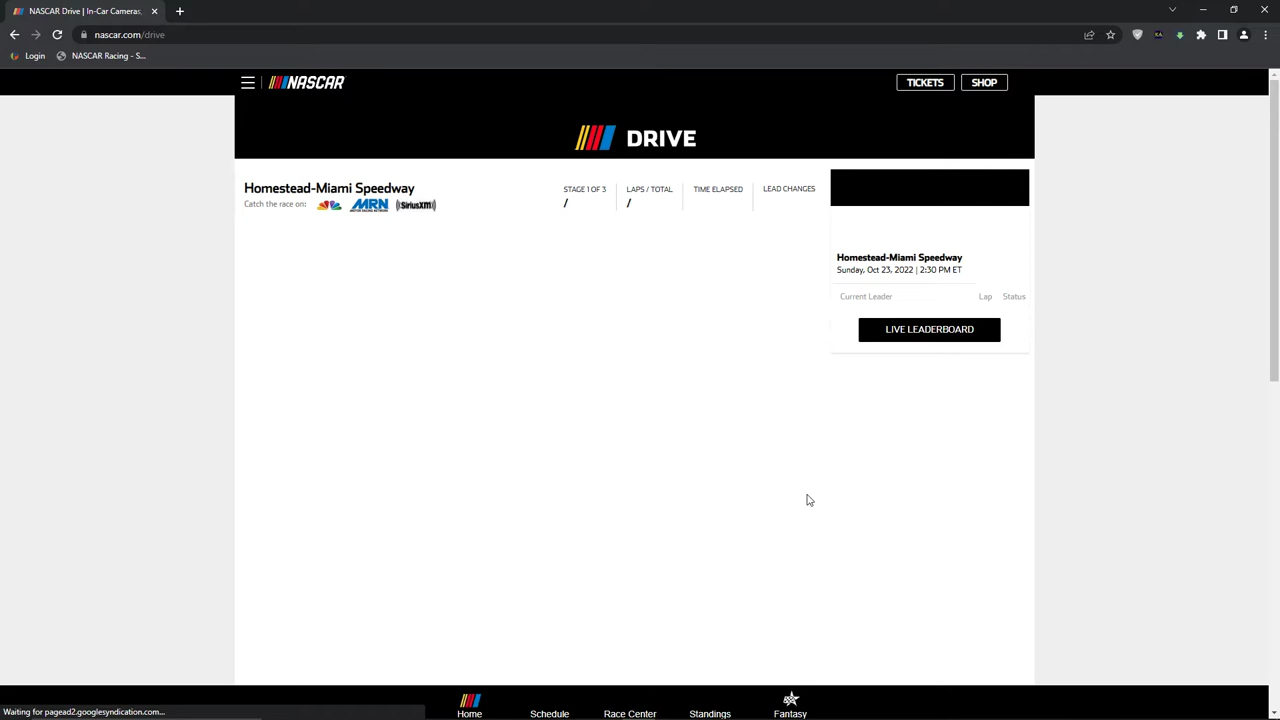 NASCAR Drive | In-Car Cameras,
nascar.com/drive
Login
NASCAR Racing - S...
NASCAR
TICKETS
SHOP
DRIVE
Homestead-Miami Speedway
Catch the race on:
MRN
MOTOR RACING NETWORK
SiriusXM
STAGE 1 OF 3
/
LAPS / TOTAL
/
TIME ELAPSED
LEAD CHANGES
Homestead-Miami Speedway
Sunday, Oct 23, 2022 | 2:30 PM ET
Current Leader Lap Status
LIVE LEADERBOARD
Waiting for pagead2.googlesyndication.com...
Home
Schedule
Race Center
Standings
Fantasy